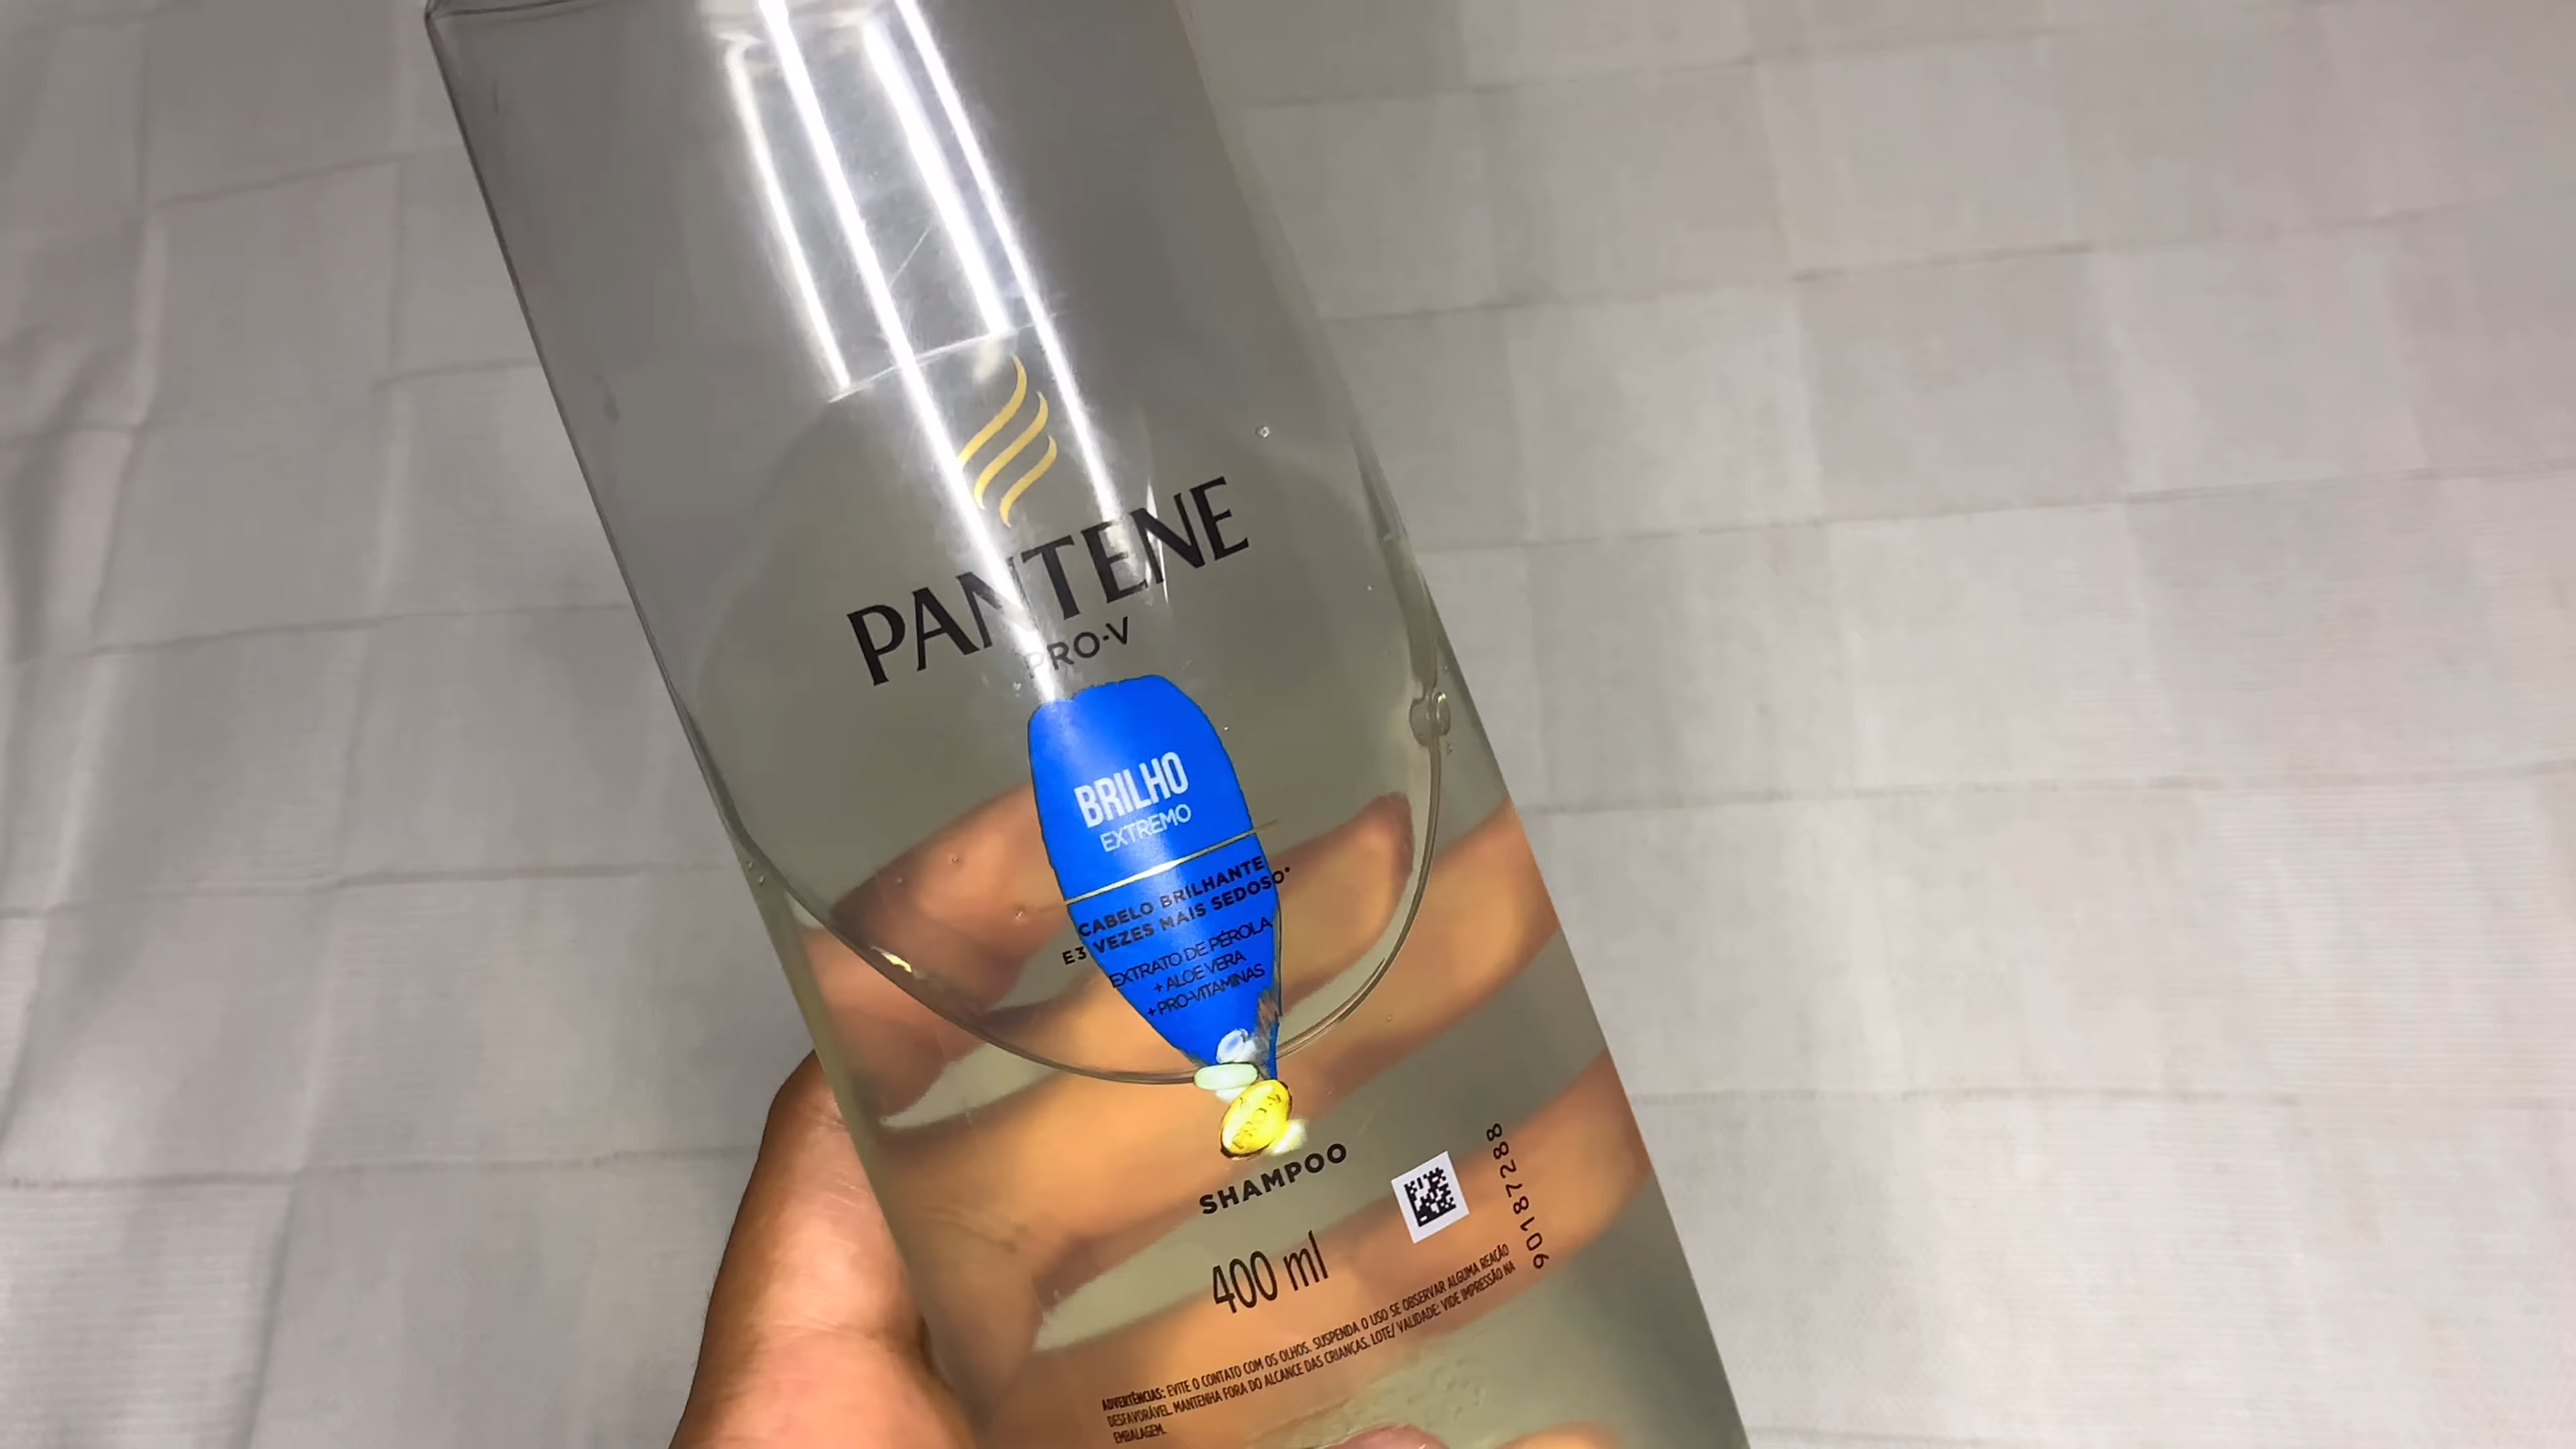 PANTENE
PRO-V
BRILHO
EXTREMO
CABELO BRILHANTE
E 3 VEZES MAIS SEDOSO*
EXTRATO DE PÉROLA
+ ALOE VERA
+ PRO-VITAMINAS
SHAMPOO
400 ml
90187288
ADVERTÊNCIAS: EVITE O CONTATO COM OS OLHOS. SUSPENDA O USO SE OBSERVAR ALGUMA REAÇÃO
DESFAVORÁVEL. MANTENHA FORA DO ALCANCE DAS CRIANÇAS. LOTE/ VALIDADE: VIDE IMPRESSÃO NA
EMBALAGEM.